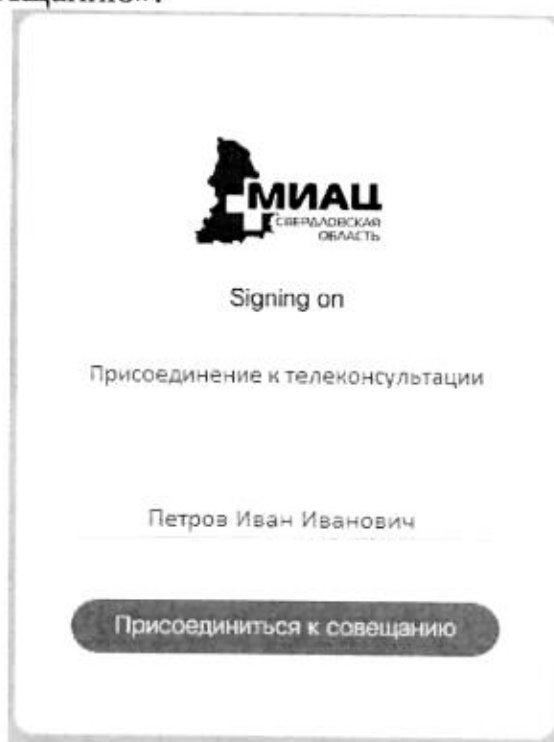 МИАЦ
СВЕРДЛОВСКАЯ
ОБЛАСТЬ
Signing on
Присоединение к телеконсультации
Петров Иван Иванович
Присоединиться к совещанию